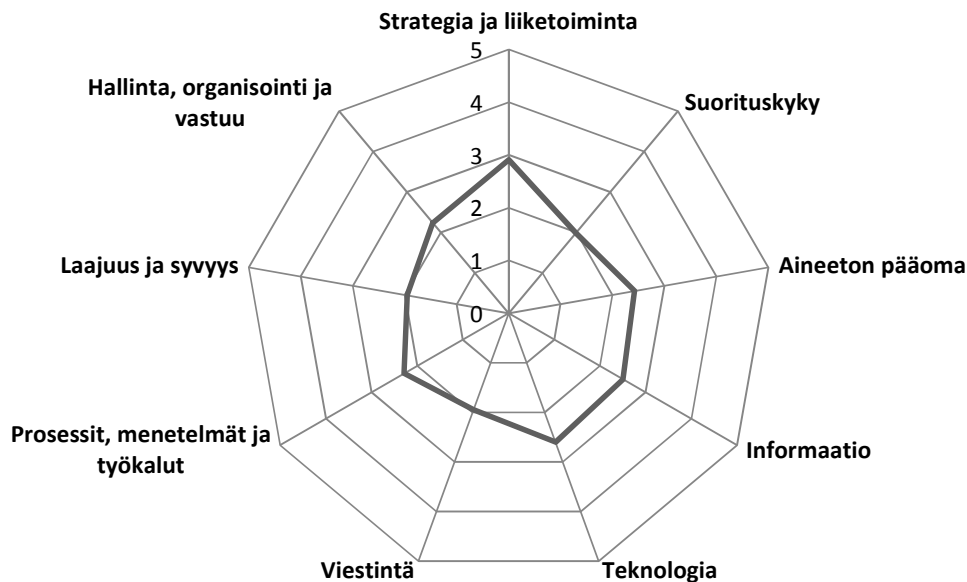 Strategia ja liiketoiminta
5
4
3
2
1
0
Suorituskyky
Aineeton pääoma
Informaatio
Teknologia
Viestintä
Prosessit, menetelmät ja
työkalut
Laajuus ja syvyys
Hallinta, organisointi ja
vastuu